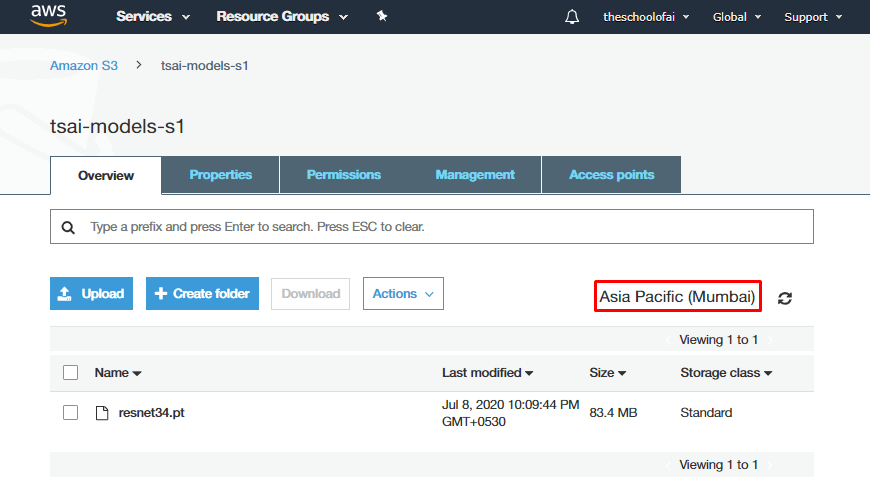 aws Services Resource Groups theschoolofai Global Support
Amazon S3 > tsai-models-s1
tsai-models-s1
Overview Properties Permissions Management Access points
Type a prefix and press Enter to search. Press ESC to clear.
Upload + Create folder Download Actions Asia Pacific (Mumbai)
Viewing 1 to 1
Name Last modified Size Storage class
resnet34.pt Jul 8, 2020 10:09:44 PM 83.4 MB Standard
GMT+0530
Viewing 1 to 1